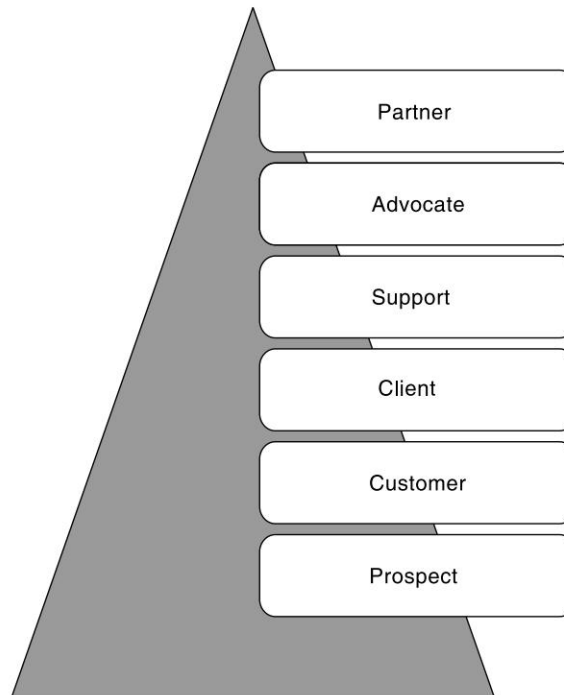 Partner
Advocate
Support
Client
Customer
Prospect